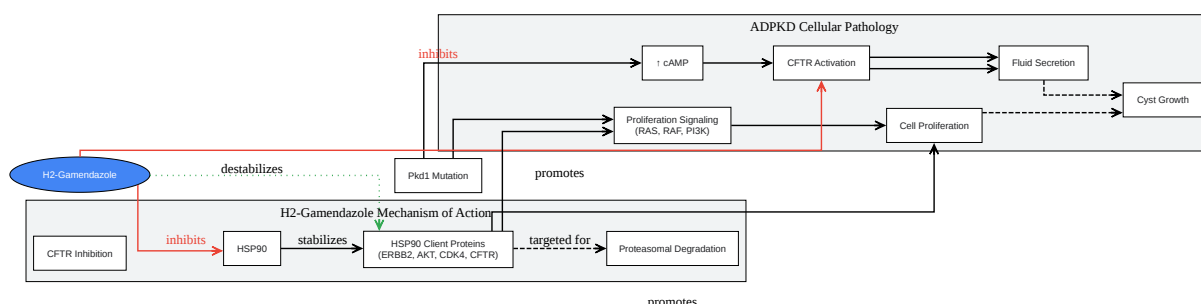 ADPKD Cellular Pathology
inhibits
↑ cAMP
CFTR Activation
Fluid Secretion
Cyst Growth
Proliferation Signaling
(RAS, RAF, PI3K)
Cell Proliferation
H2-Gamendazole
destabilizes
Pkd1 Mutation
promotes
H2-Gamendazole Mechanism of Action
CFTR Inhibition
inhibits
HSP90
stabilizes
HSP90 Client Proteins
(ERBB2, AKT, CDK4, CFTR)
targeted for
Proteasomal Degradation
promotes